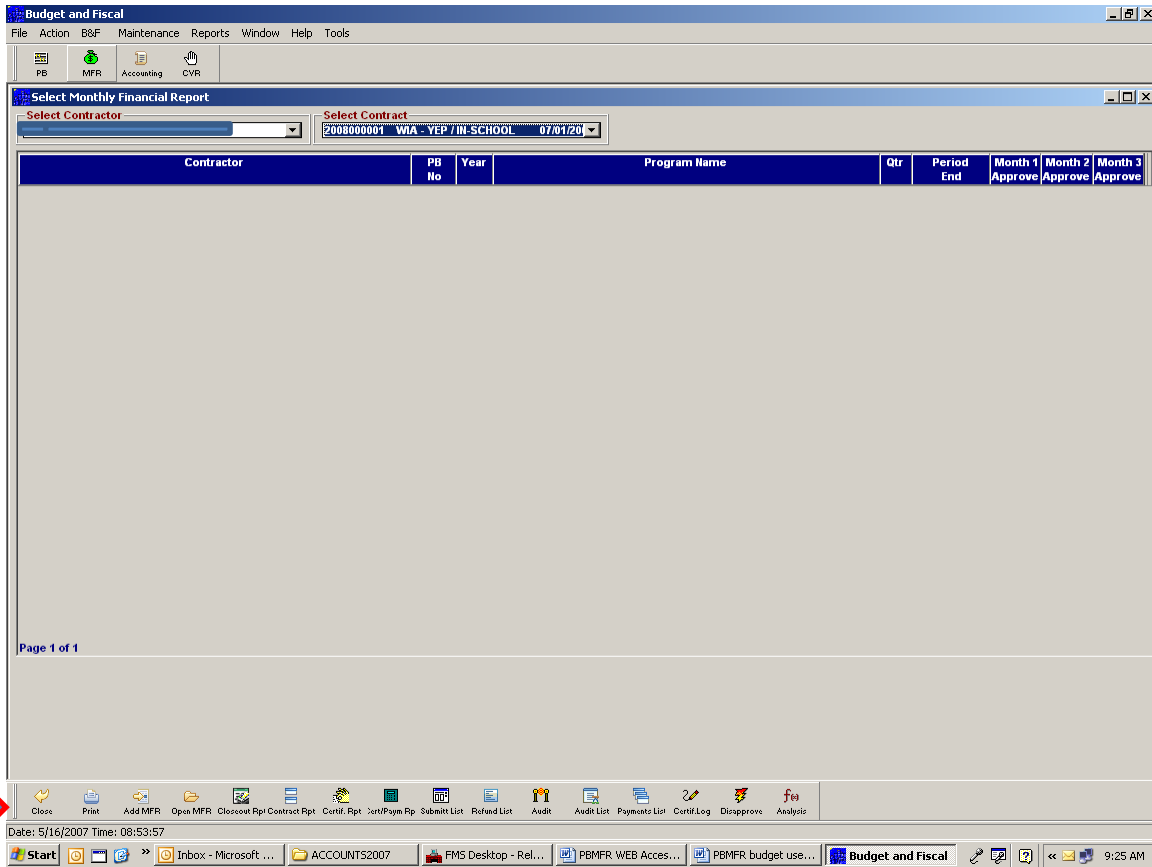 Budget and Fiscal
File Action B&F Maintenance Reports Window Help Tools
PB MFR Accounting CVR
Select Monthly Financial Report
Select Contractor Select Contract
2008000001 WIA - YEP / IN-SCHOOL 07/01/200
Contractor PB No Year Program Name Qtr Period End Month 1 Approve Month 2 Approve Month 3 Approve
Page 1 of 1
Close Print Add MFR Open MFR Closeout Rpt Contract Rpt Certif. Rpt Cert/Paym Rp Submitt List Refund List Audit Audit List Payments List Certif.Log Disapprove Analysis
Date: 5/16/2007 Time: 08:53:57
Start » Inbox - Microsoft ... ACCOUNTS2007 FMS Desktop - Rel... PBMFR WEB Acces... PBMFR budget use... Budget and Fiscal « 9:25 AM